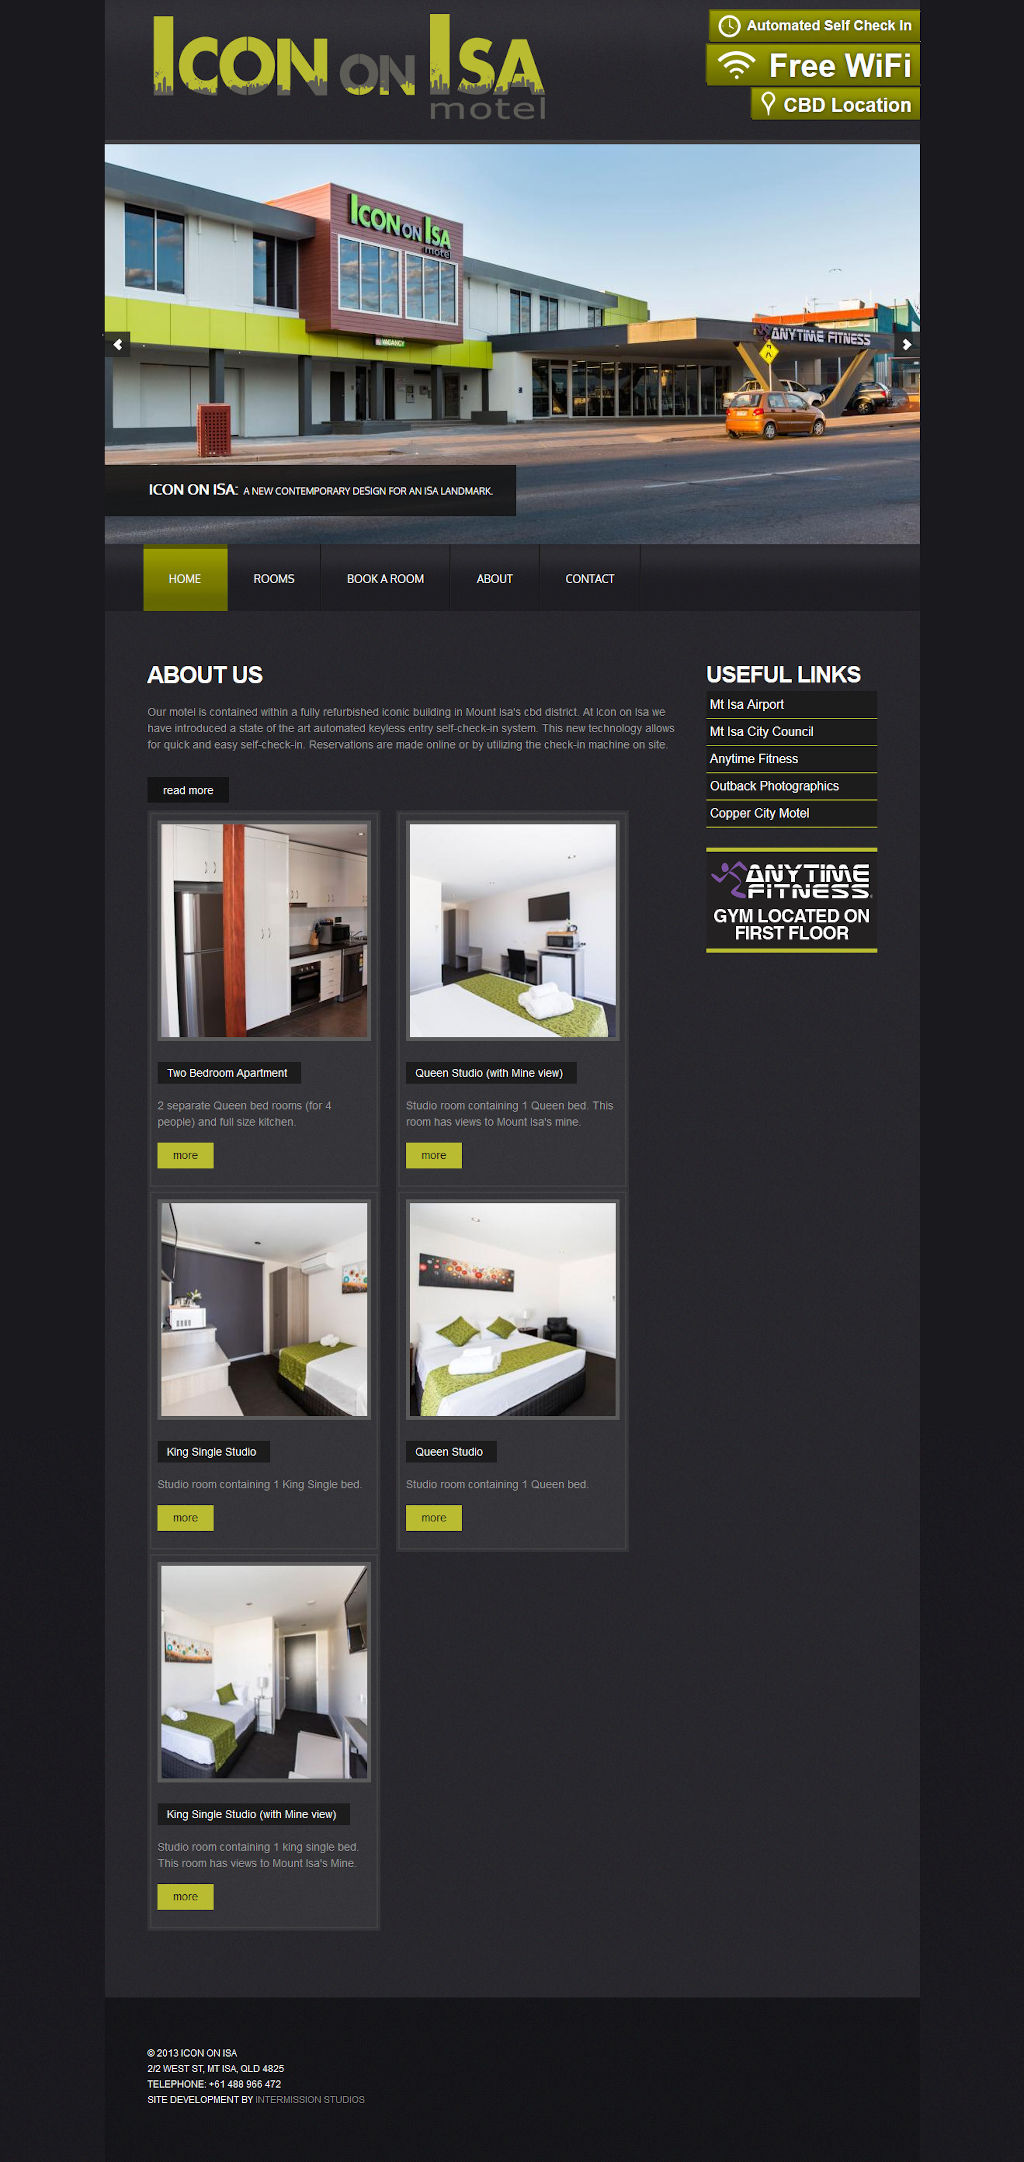 ICON ON ISA
motel
Automated Self Check In
Free WiFi
CBD Location
ICON ON ISA
motel
VACANCY
ANYTIME FITNESS
ICON ON ISA: A NEW CONTEMPORARY DESIGN FOR AN ISA LANDMARK.
HOME
ROOMS
BOOK A ROOM
ABOUT
CONTACT
ABOUT US
Our motel is contained within a fully refurbished iconic building in Mount Isa's cbd district. At Icon on Isa we
have introduced a state of the art automated keyless entry self-check-in system. This new technology allows
for quick and easy self-check-in. Reservations are made online or by utilizing the check-in machine on site.
read more
USEFUL LINKS
Mt Isa Airport
Mt Isa City Council
Anytime Fitness
Outback Photographics
Copper City Motel
ANYTIME
FITNESS
GYM LOCATED ON
FIRST FLOOR
Two Bedroom Apartment
2 separate Queen bed rooms (for 4
people) and full size kitchen.
more
Queen Studio (with Mine view)
Studio room containing 1 Queen bed. This
room has views to Mount Isa's mine.
more
King Single Studio
Studio room containing 1 King Single bed.
more
Queen Studio
Studio room containing 1 Queen bed.
more
King Single Studio (with Mine view)
Studio room containing 1 king single bed.
This room has views to Mount Isa's Mine.
more
© 2013 ICON ON ISA
2/2 WEST ST, MT ISA, QLD 4825
TELEPHONE: +61 488 966 472
SITE DEVELOPMENT BY INTERMISSION STUDIOS